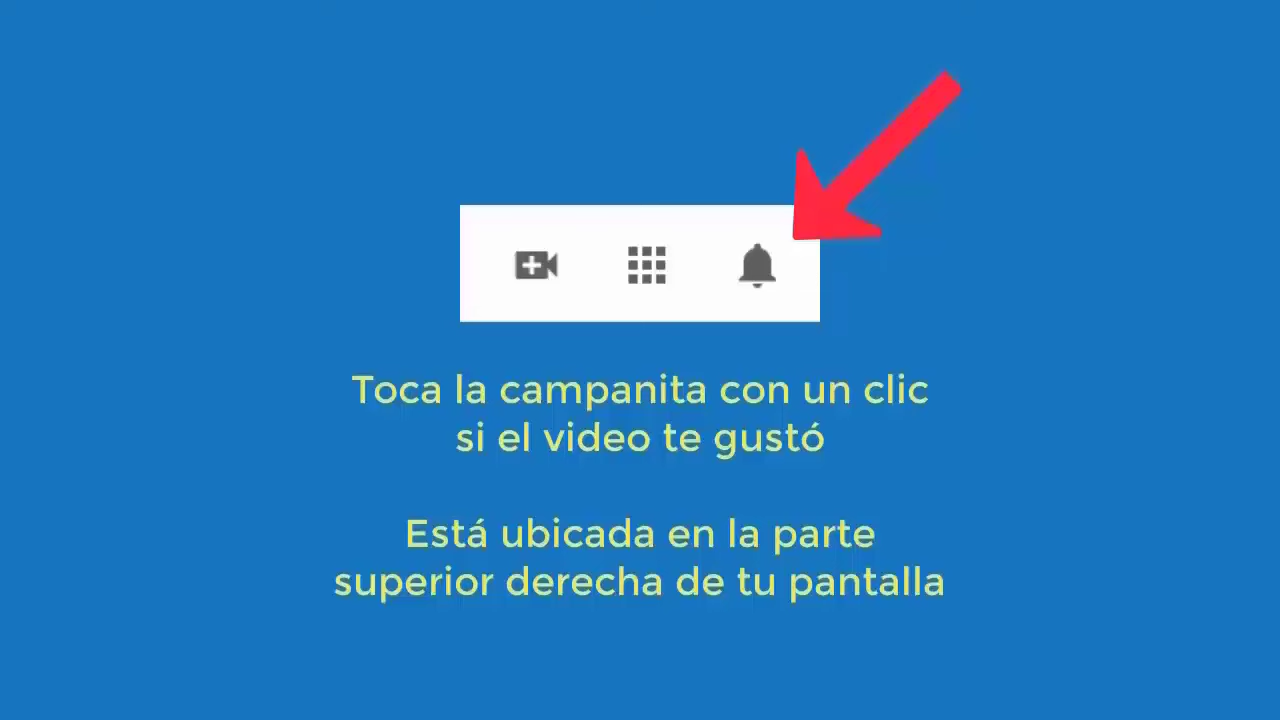 Toca la campanita con un clic
si el video te gustó
Está ubicada en la parte
superior derecha de tu pantalla